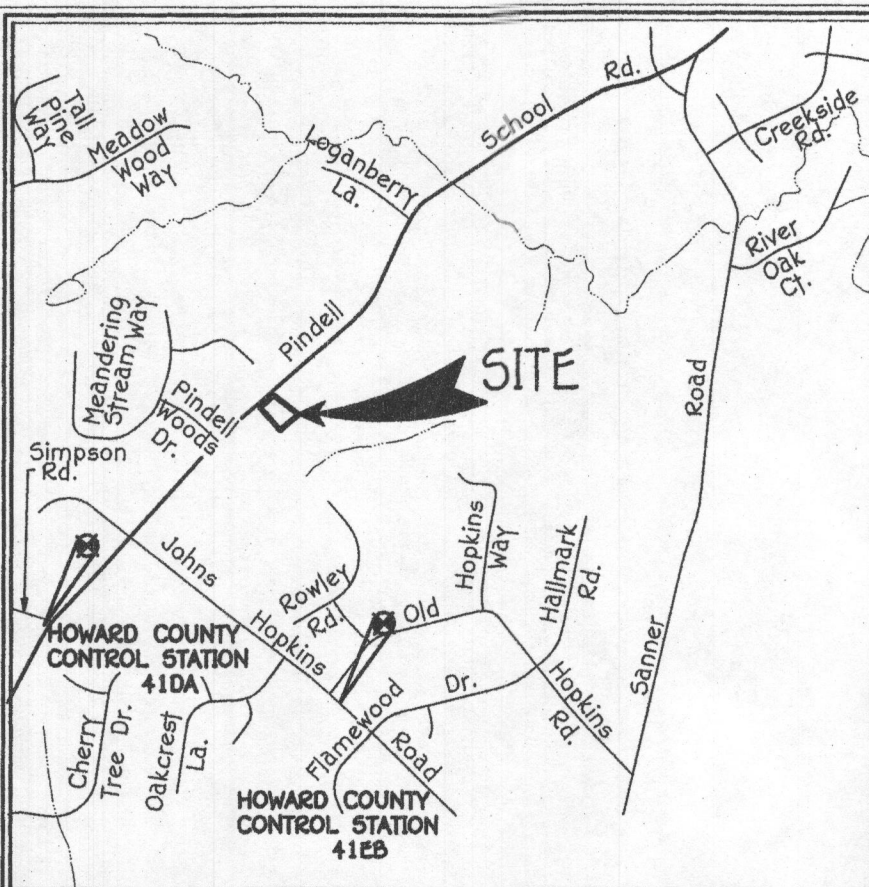 Tall
Pine
Way
Meadow
Wood
Way
Loganberry
La.
School Rd.
Creekside
Rd.
River
Oak
Ct.
Meandering
Stream Way
Pindell
Pindell
Woods
Dr.
SITE
Road
Simpson
Rd.
Johns Hopkins Road
Rowley
Rd.
Old Hopkins Rd.
Hopkins
Way
Hallmark
Rd.
Sanner
HOWARD COUNTY
CONTROL STATION
41DA
Cherry
Tree Dr.
Oakcrest
La.
Flamewood Dr.
HOWARD COUNTY
CONTROL STATION
41EB